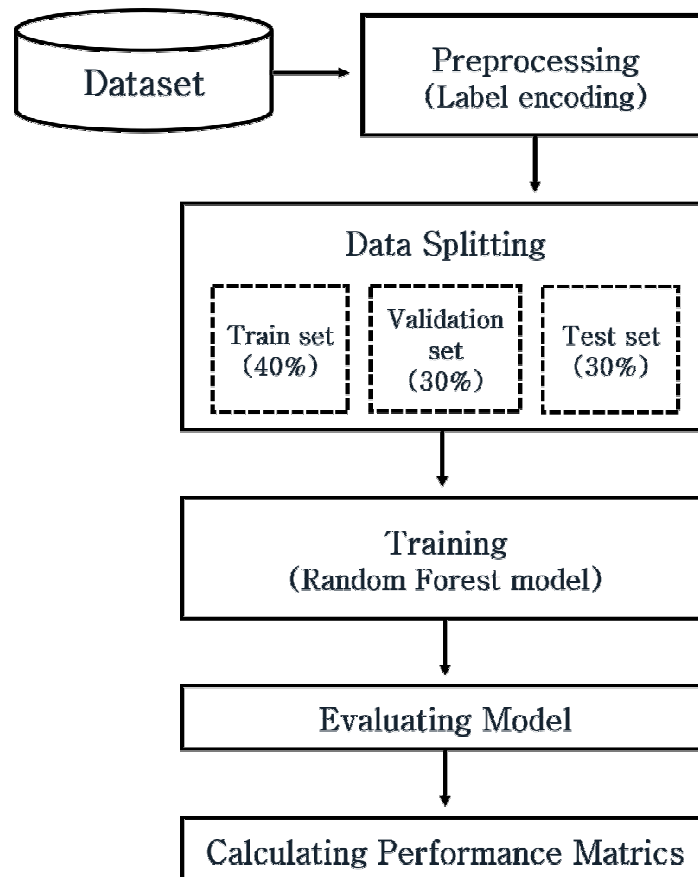 Dataset
Preprocessing
(Label encoding)
Data Splitting
Train set
(40%)
Validation
set
(30%)
Test set
(30%)
Training
(Random Forest model)
Evaluating Model
Calculating Performance Matrics